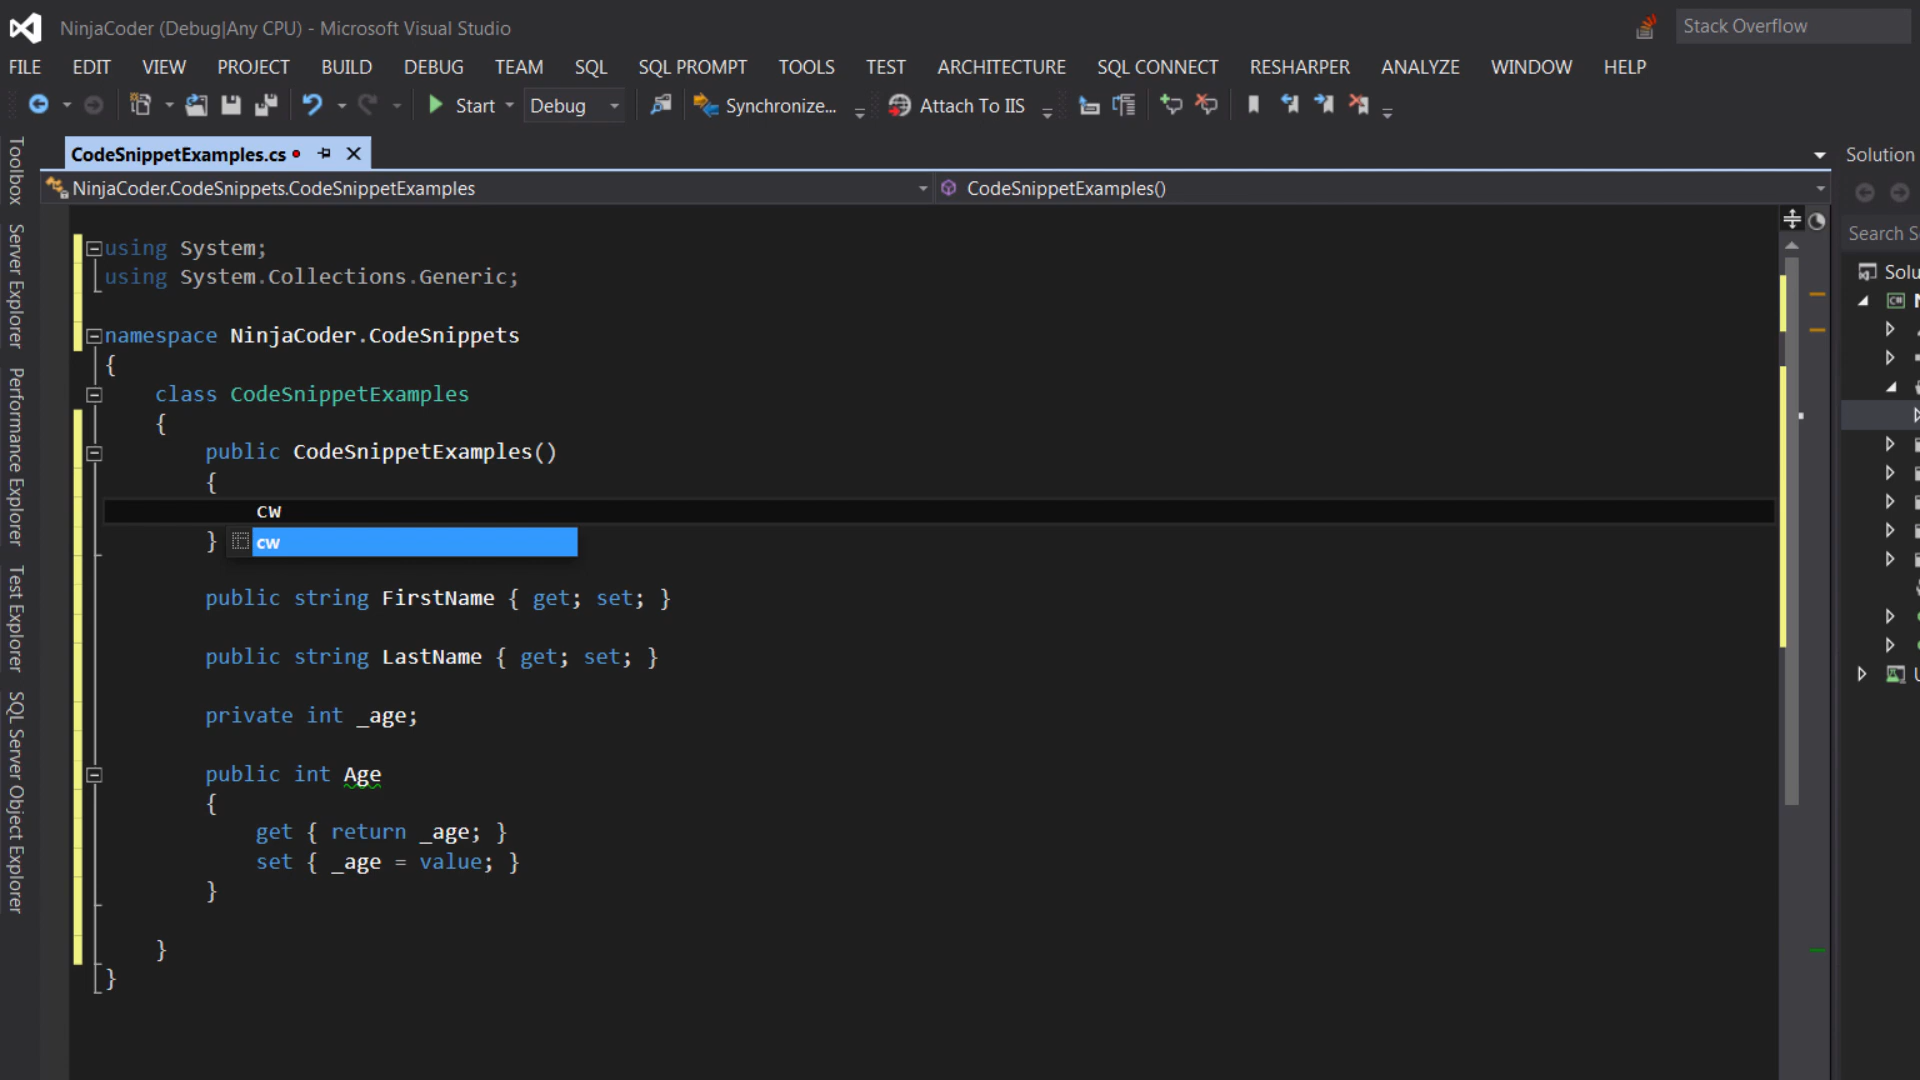 NinjaCoder (Debug|Any CPU) - Microsoft Visual Studio
Stack Overflow
FILE EDIT VIEW PROJECT BUILD DEBUG TEAM SQL SQL PROMPT TOOLS TEST ARCHITECTURE SQL CONNECT RESHARPER ANALYZE WINDOW HELP
Start Debug Synchronize... Attach To IIS
CodeSnippetExamples.cs
Solution
NinjaCoder.CodeSnippets.CodeSnippetExamples
CodeSnippetExamples()
Toolbox
Server Explorer
Performance Explorer
Test Explorer
SQL Server Object Explorer
using System;
using System.Collections.Generic;
namespace NinjaCoder.CodeSnippets
{
class CodeSnippetExamples
{
public CodeSnippetExamples()
{
cw
} cw
public string FirstName { get; set; }
public string LastName { get; set; }
private int _age;
public int Age
{
get { return _age; }
set { _age = value; }
}
}
}
Search S
Solu